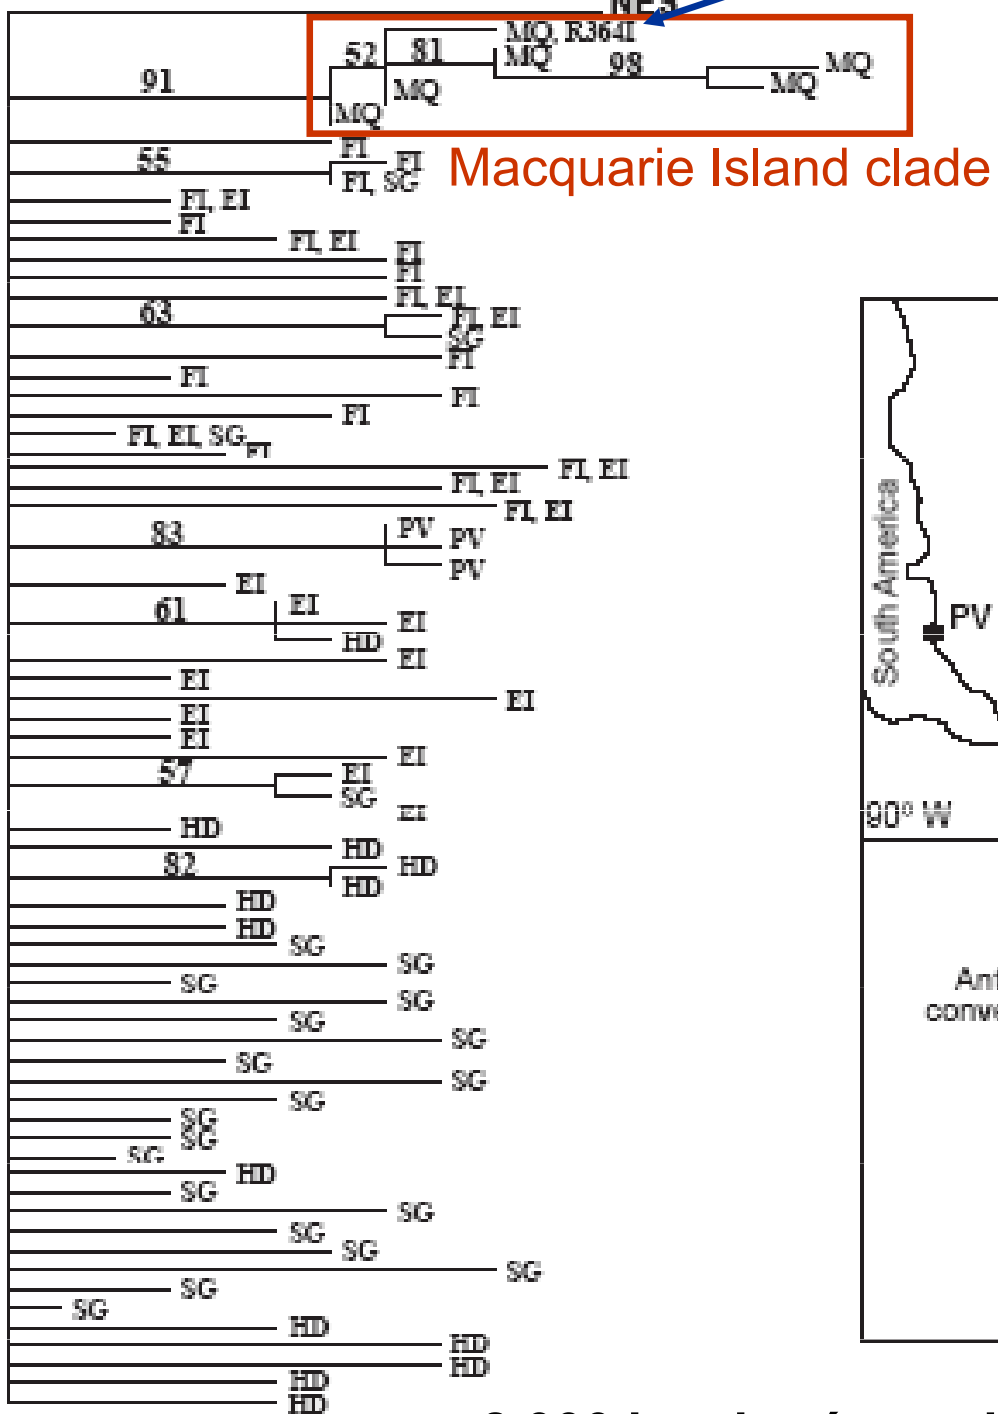 NES
MQ, R364I
52
81
MQ
98
MQ
91
MQ
MQ
MQ
FI
55
FI
FI, SG
Macquarie Island clade
FI, EI
FI
FI, EI
EI
FI
FI, EI
63
FI, EI
SG
FI
FI
FI
FI
FI, EI, SG
FI
FI, EI
FI, EI
FI, EI
83
PV
PV
PV
EI
61
EI
EI
HD
EI
EI
EI
EI
EI
EI
57
EI
SG
EI
HD
HD
82
HD
HD
HD
HD
SG
SG
SG
SG
SG
SG
SG
SG
SG
SG
SG
SG
HD
SG
SG
SG
SG
SG
SG
SG
HD
HD
HD
HD
HD
South America
PV
90º W